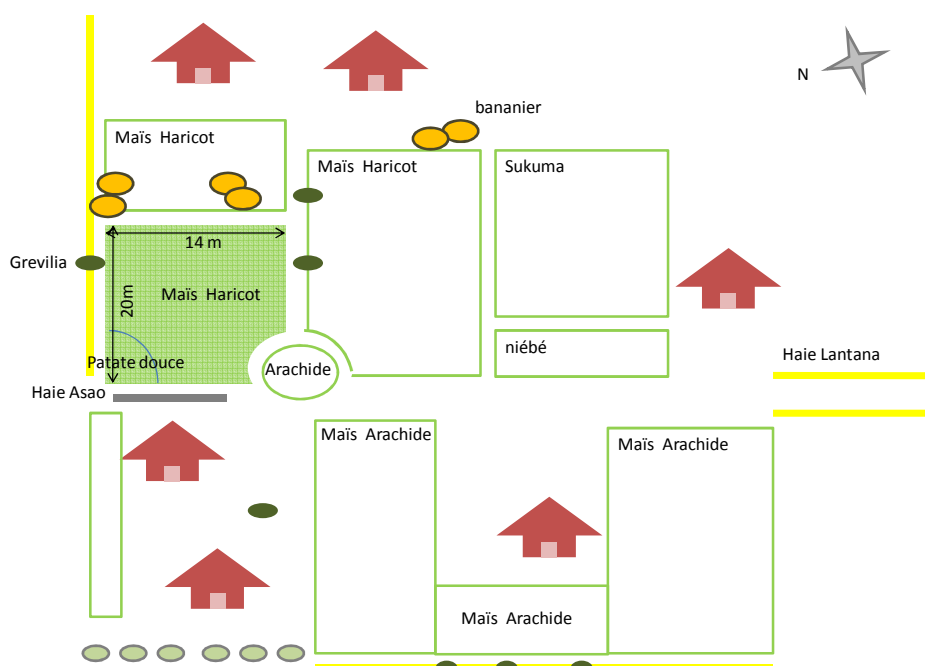 N
bananier
Maïs Haricot
Maïs Haricot
Sukuma
14 m
Grevilia
20m
Maïs Haricot
niébé
Haie Lantana
Patate douce
Arachide
Haie Asao
Maïs Arachide
Maïs Arachide
Maïs Arachide